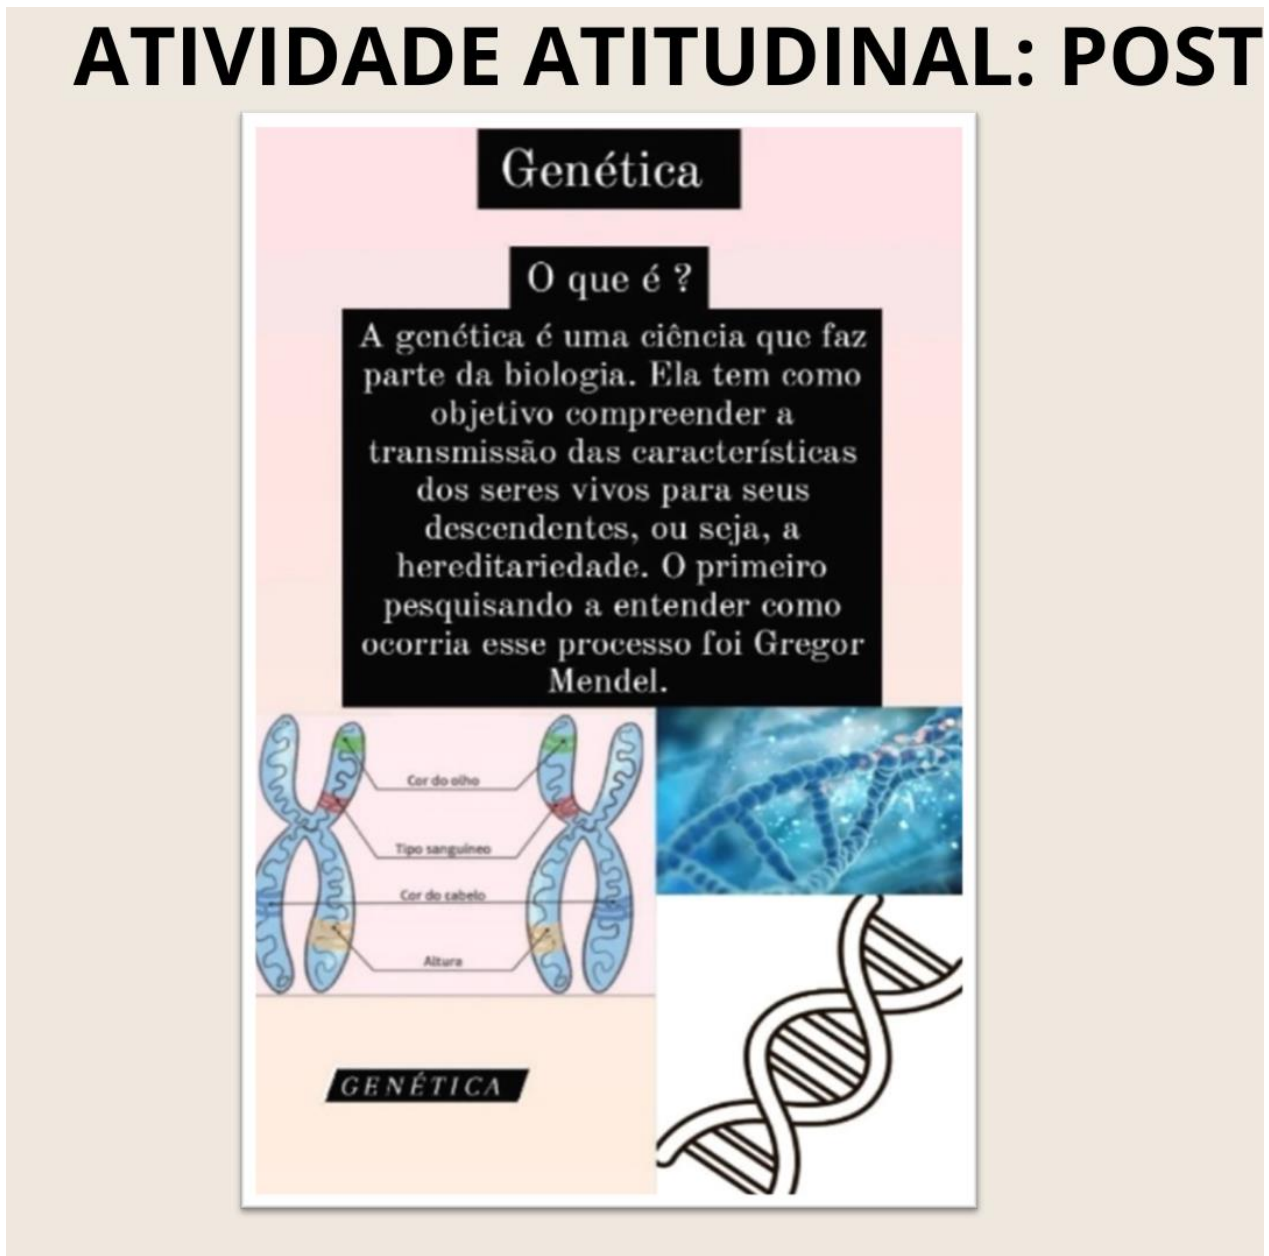 ATIVIDADE ATITUDINAL: POST
Genética
O que é ?
A genética é uma ciência que faz
parte da biologia. Ela tem como
objetivo compreender a
transmissão das características
dos seres vivos para seus
descendentes, ou seja, a
hereditariedade. O primeiro
pesquisando a entender como
ocorria esse processo foi Gregor
Mendel.
Cor do olho
Tipo sanguíneo
Cor do cabelo
Altura
GENÉTICA